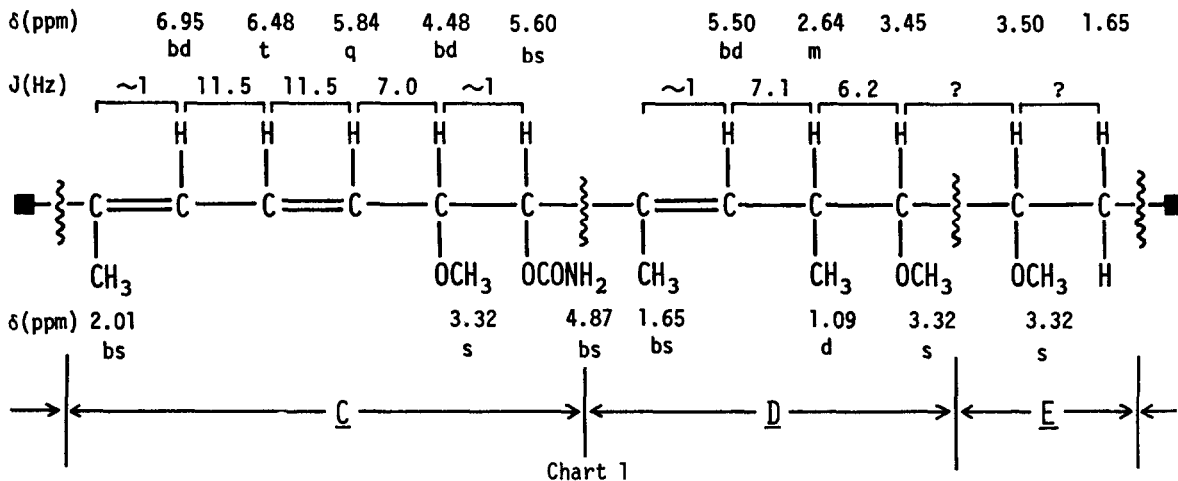 δ(ppm) 6.95 6.48 5.84 4.48 5.60 5.50 2.64 3.45 3.50 1.65
bd t q bd bs bd m
J(Hz) ~1 11.5 11.5 7.0 ~1 ~1 7.1 6.2 ? ?
H H H H H H H H H H
C C C C C C C C C C C C
CH3 OCH3 OCONH2 CH3 CH3 OCH3 OCH3 H
δ(ppm) 2.01 3.32 4.87 1.65 1.09 3.32 3.32
bs s bs bs d s s
C D E
Chart 1